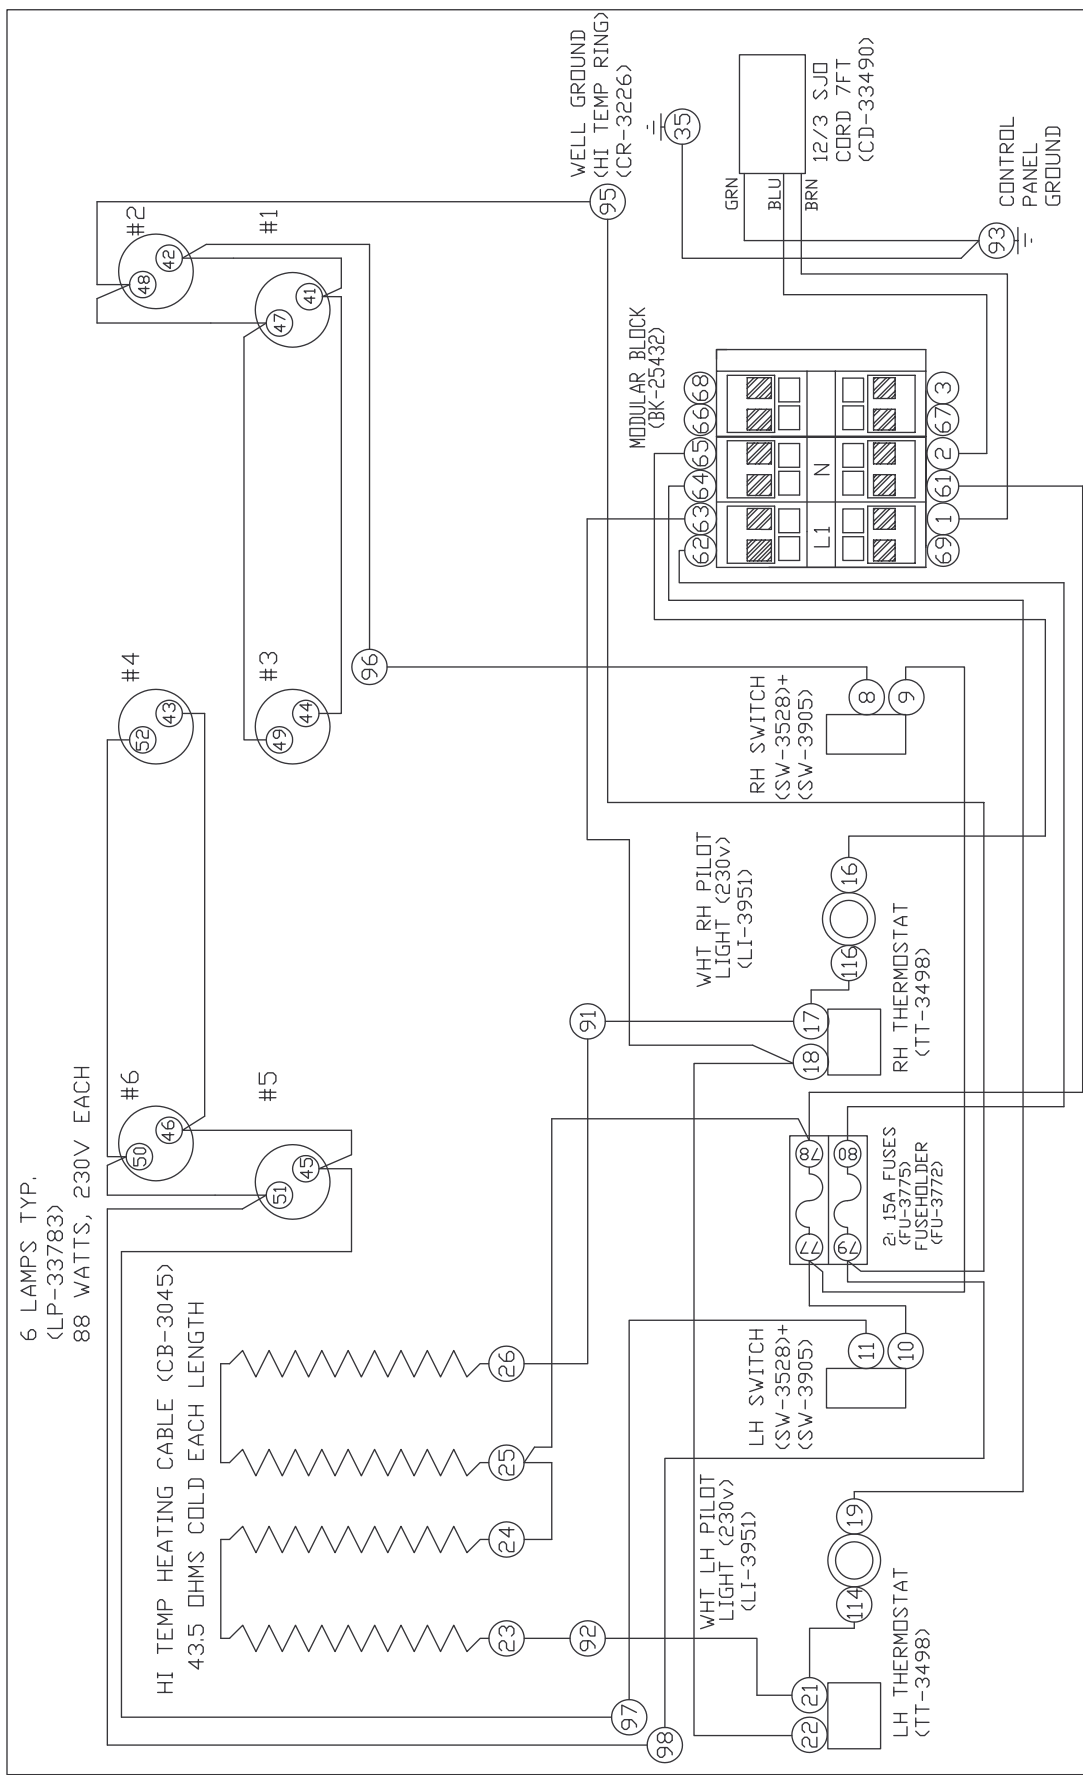 6 LAMPS TYP.
(LP-33783)
88 WATTS, 230V EACH
#6
#5
#4
#3
#2
#1
50
46
51
45
52
43
49
44
48
42
47
41
HI TEMP HEATING CABLE (CB-3045)
43.5 OHMS COLD EACH LENGTH
23
24
25
26
92
91
97
98
96
95
WELL GROUND
(HI TEMP RING)
(CR-3226)
35
WHT LH PILOT
LIGHT (230v)
(LI-3951)
22
21
114
19
LH THERMOSTAT
(TT-3498)
LH SWITCH
(SW-3528)+
(SW-3905)
11
10
77
78
79
80
2: 15A FUSES
(FU-3775)
FUSEHOLDER
(FU-3772)
WHT RH PILOT
LIGHT (230v)
(LI-3951)
18
17
116
16
RH THERMOSTAT
(TT-3498)
RH SWITCH
(SW-3528)+
(SW-3905)
8
9
MODULAR BLOCK
(BK-25432)
62
63
64
65
66
68
L1
N
69
1
61
2
67
3
GRN
BLU
BRN
12/3 SJO
CORD 7FT
(CD-33490)
93
CONTROL
PANEL
GROUND